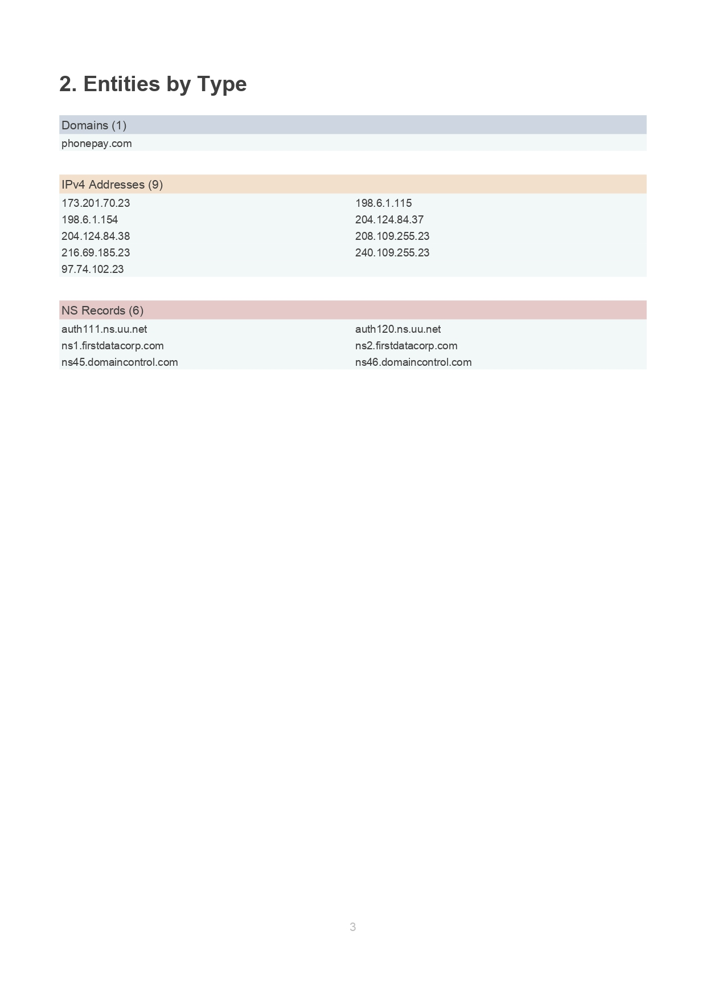 2. Entities by Type
Domains (1)
phonepay.com
IPv4 Addresses (9)
173.201.70.23 198.6.1.115
198.6.1.154 204.124.84.37
204.124.84.38 208.109.255.23
216.69.185.23 240.109.255.23
97.74.102.23
NS Records (6)
auth111.ns.uu.net auth120.ns.uu.net
ns1.firstdatacorp.com ns2.firstdatacorp.com
ns45.domaincontrol.com ns46.domaincontrol.com
3